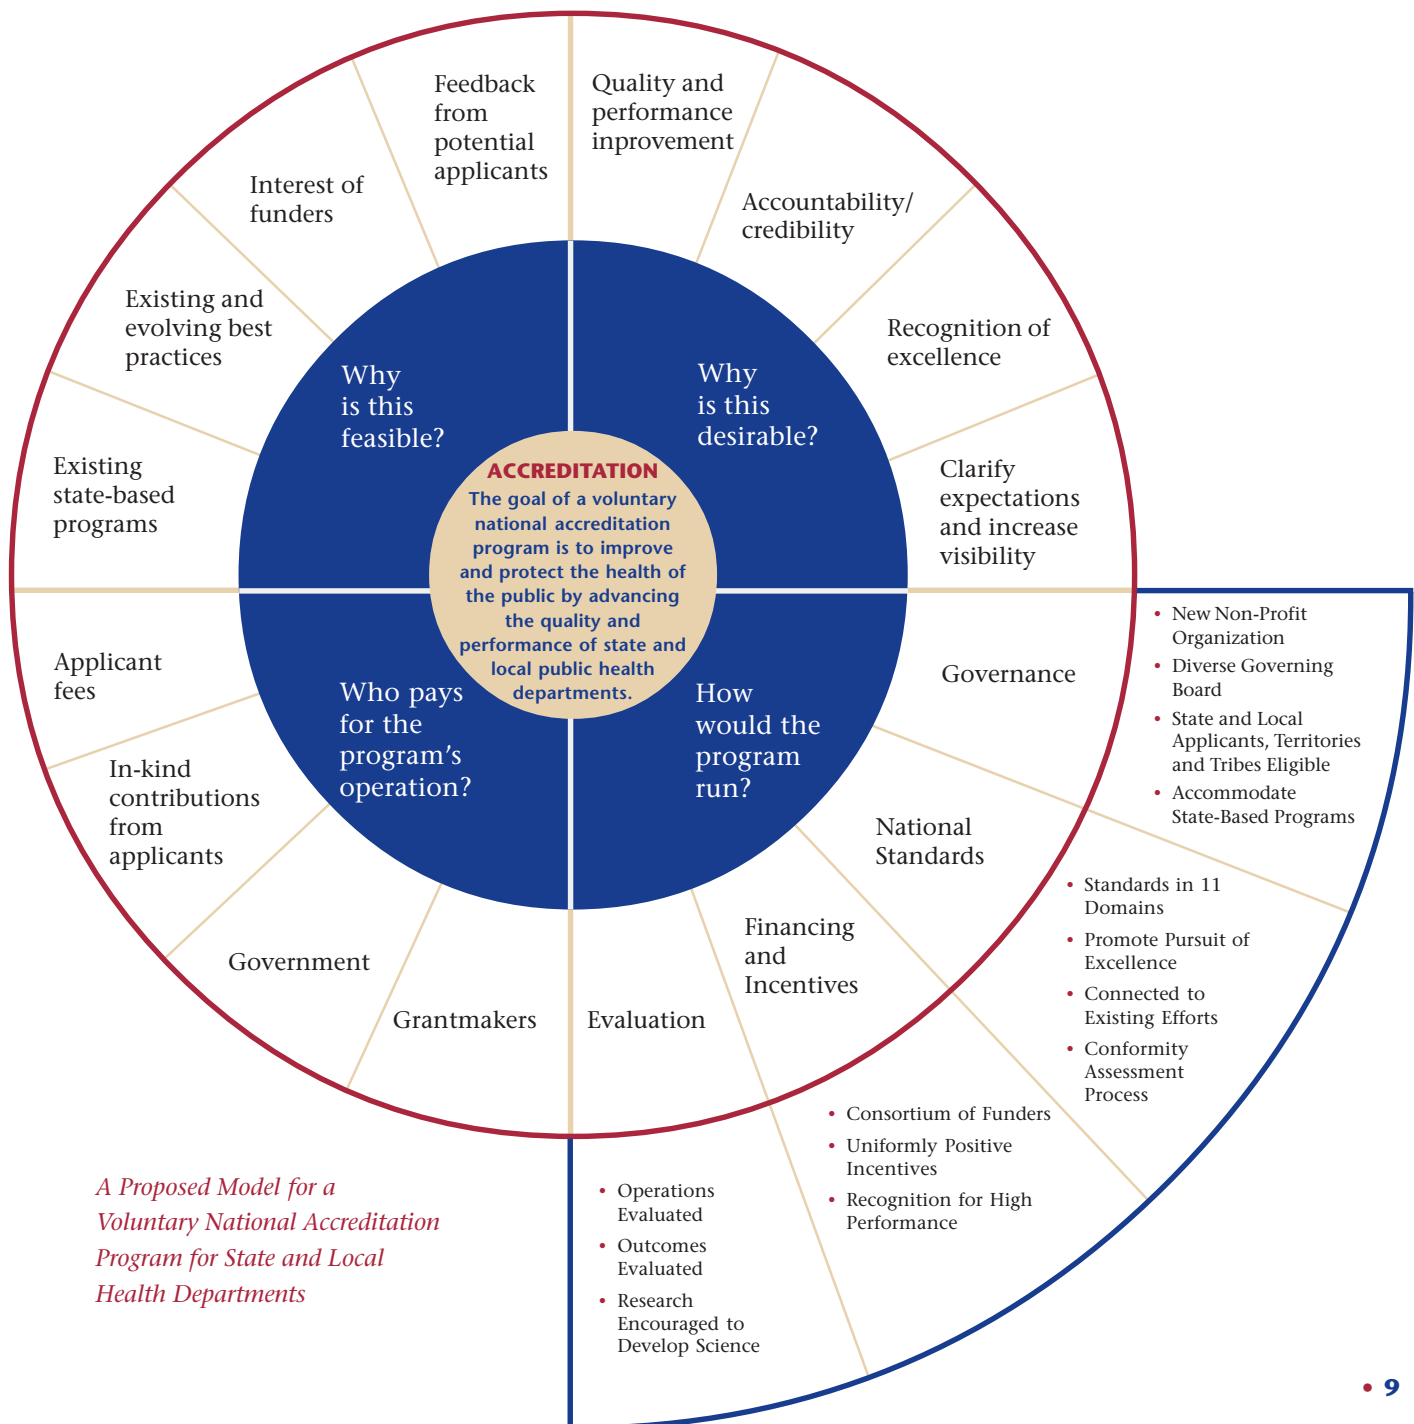 Feedback
from
potential
applicants
Quality and
performance
inprovement
Interest of
funders
Accountability/
credibility
Existing and
evolving best
practices
Recognition of
excellence
Existing
state-based
programs
Clarify
expectations
and increase
visibility
Why
is this
feasible?
Why
is this
desirable?
ACCREDITATION
The goal of a voluntary
national accreditation
program is to improve
and protect the health of
the public by advancing
the quality and
performance of state and
local public health
departments.
Who pays
for the
program’s
operation?
How
would the
program
run?
Applicant
fees
In-kind
contributions
from
applicants
Government
Grantmakers
Evaluation
Financing
and
Incentives
National
Standards
Governance
• New Non-Profit
Organization
• Diverse Governing
Board
• State and Local
Applicants, Territories
and Tribes Eligible
• Accommodate
State-Based Programs
• Standards in 11
Domains
• Promote Pursuit of
Excellence
• Connected to
Existing Efforts
• Conformity
Assessment
Process
• Consortium of Funders
• Uniformly Positive
Incentives
• Recognition for High
Performance
• Operations
Evaluated
• Outcomes
Evaluated
• Research
Encouraged to
Develop Science
A Proposed Model for a
Voluntary National Accreditation
Program for State and Local
Health Departments
• 9